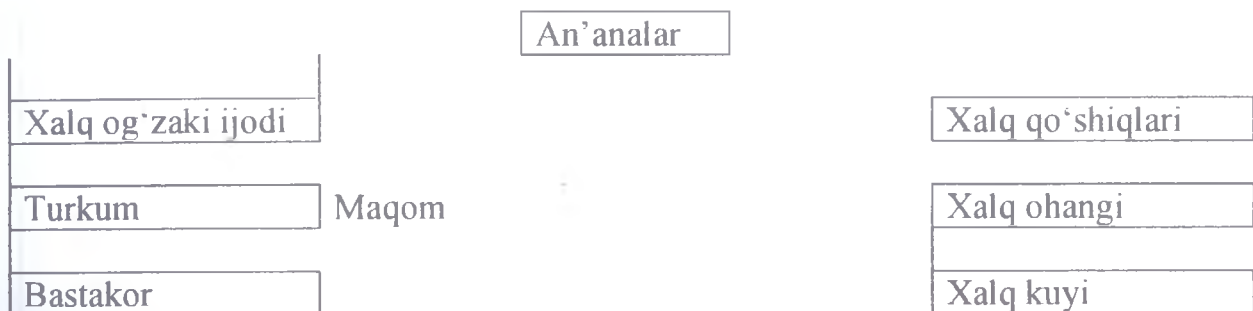 An’analar
Xalq og‘zaki ijodi
Xalq qo‘shiqlari
Turkum
Maqom
Xalq ohangi
Bastakor
Xalq kuyi